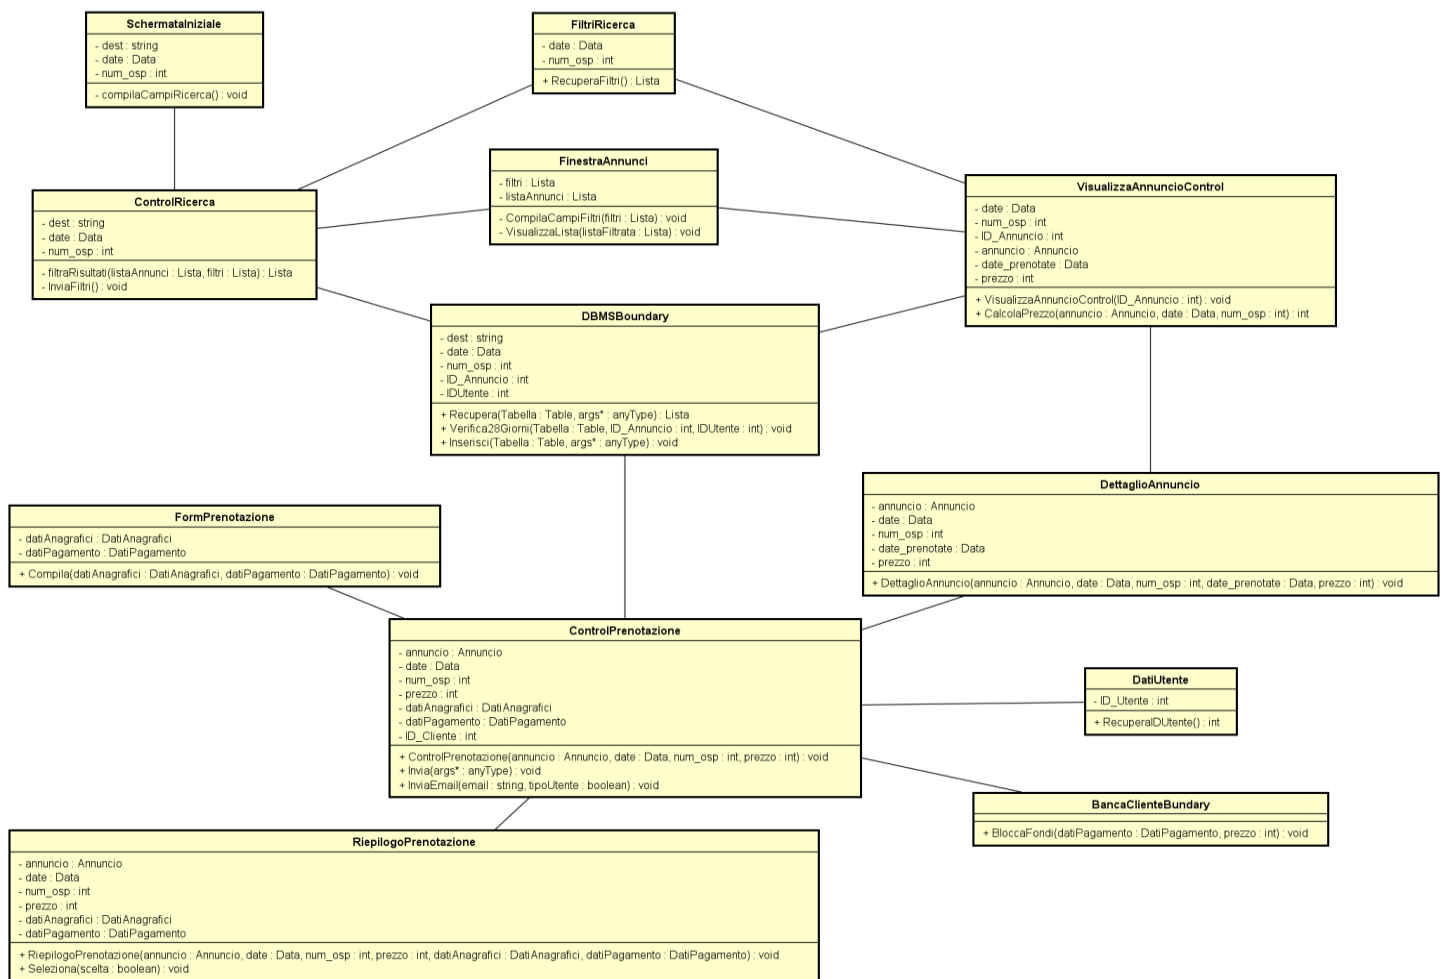 SchermataIniziale
- dest : string
- date : Data
- num_osp : int
- compilaCampiRicerca() : void
FiltriRicerca
- date : Data
- num_osp : int
+ RecuperaFiltri() : Lista
FinestraAnnunci
- filtri : Lista
- listaAnnunci : Lista
- CompilaCampiFiltri(filtri : Lista) : void
- VisualizzaLista(listaFiltrata : Lista) : void
ControlRicerca
- dest : string
- date : Data
- num_osp : int
- filtraRisultati(listaAnnunci : Lista, filtri : Lista) : Lista
- InviaFiltri() : void
VisualizzaAnnuncioControl
- date : Data
- num_osp : int
- ID_Annuncio : int
- annuncio : Annuncio
- date_prenotate : Data
- prezzo : int
+ VisualizzaAnnuncioControl(ID_Annuncio : int) : void
+ CalcolaPrezzo(annuncio : Annuncio, date : Data, num_osp : int) : int
DBMSBoundary
- dest : string
- date : Data
- num_osp : int
- ID_Annuncio : int
- IDUtente : int
+ Recupera(Tabella : Table, args* : anyType) : Lista
+ Verifica28Giorni(Tabella : Table, ID_Annuncio : int, IDUtente : int) : void
+ Inserisci(Tabella : Table, args* : anyType) : void
DettaglioAnnuncio
- annuncio : Annuncio
- date : Data
- num_osp : int
- date_prenotate : Data
- prezzo : int
+ DettaglioAnnuncio(annuncio : Annuncio, date : Data, num_osp : int, date_prenotate : Data, prezzo : int) : void
FormPrenotazione
- datiAnagrafici : DatiAnagrafici
- datiPagamento : DatiPagamento
+ Compila(datiAnagrafici : DatiAnagrafici, datiPagamento : DatiPagamento) : void
ControlPrenotazione
- annuncio : Annuncio
- date : Data
- num_osp : int
- prezzo : int
- datiAnagrafici : DatiAnagrafici
- datiPagamento : DatiPagamento
- ID_Cliente : int
+ ControlPrenotazione(annuncio : Annuncio, date : Data, num_osp : int, prezzo : int) : void
+ Invia(args* : anyType) : void
+ InviaEmail(email : string, tipoUtente : boolean) : void
DatiUtente
- ID_Utente : int
+ RecuperaIDUtente() : int
BancaClienteBundary
+ BloccaFondi(datiPagamento : DatiPagamento, prezzo : int) : void
RiepilogoPrenotazione
- annuncio : Annuncio
- date : Data
- num_osp : int
- prezzo : int
- datiAnagrafici : DatiAnagrafici
- datiPagamento : DatiPagamento
+ RiepilogoPrenotazione(annuncio : Annuncio, date : Data, num_osp : int, prezzo : int, datiAnagrafici : DatiAnagrafici, datiPagamento : DatiPagamento) : void
+ Seleziona(scelta : boolean) : void